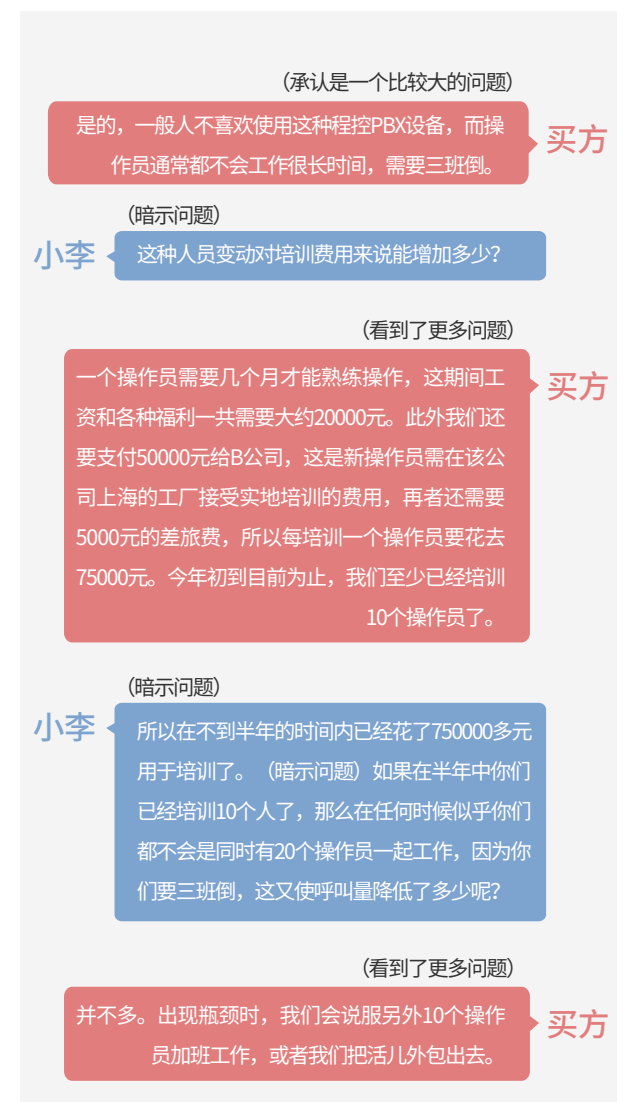 （承认是一个比较大的问题）
是的，一般人不喜欢使用这种程控PBX设备，而操
作员通常都不会工作很长时间，需要三班倒。
买方
（暗示问题）
小李
这种人员变动对培训费用来说能增加多少？
（看到了更多问题）
一个操作员需要几个月才能熟练操作，这期间工
资和各种福利一共需要大约20000元。此外我们还
要支付50000元给B公司，这是新操作员需在该公
司上海的工厂接受实地培训的费用，再者还需要
5000元的差旅费，所以每培训一个操作员要花去
75000元。今年初到目前为止，我们至少已经培训
10个操作员了。
买方
（暗示问题）
小李
所以在不到半年的时间内已经花了750000多元
用于培训了。（暗示问题）如果在半年中你们
已经培训10个人了，那么在任何时候似乎你们
都不会是同时有20个操作员一起工作，因为你
们要三班倒，这又使呼叫量降低了多少呢？
（看到了更多问题）
并不多。出现瓶颈时，我们会说服另外10个操作
员加班工作，或者我们把活儿外包出去。
买方